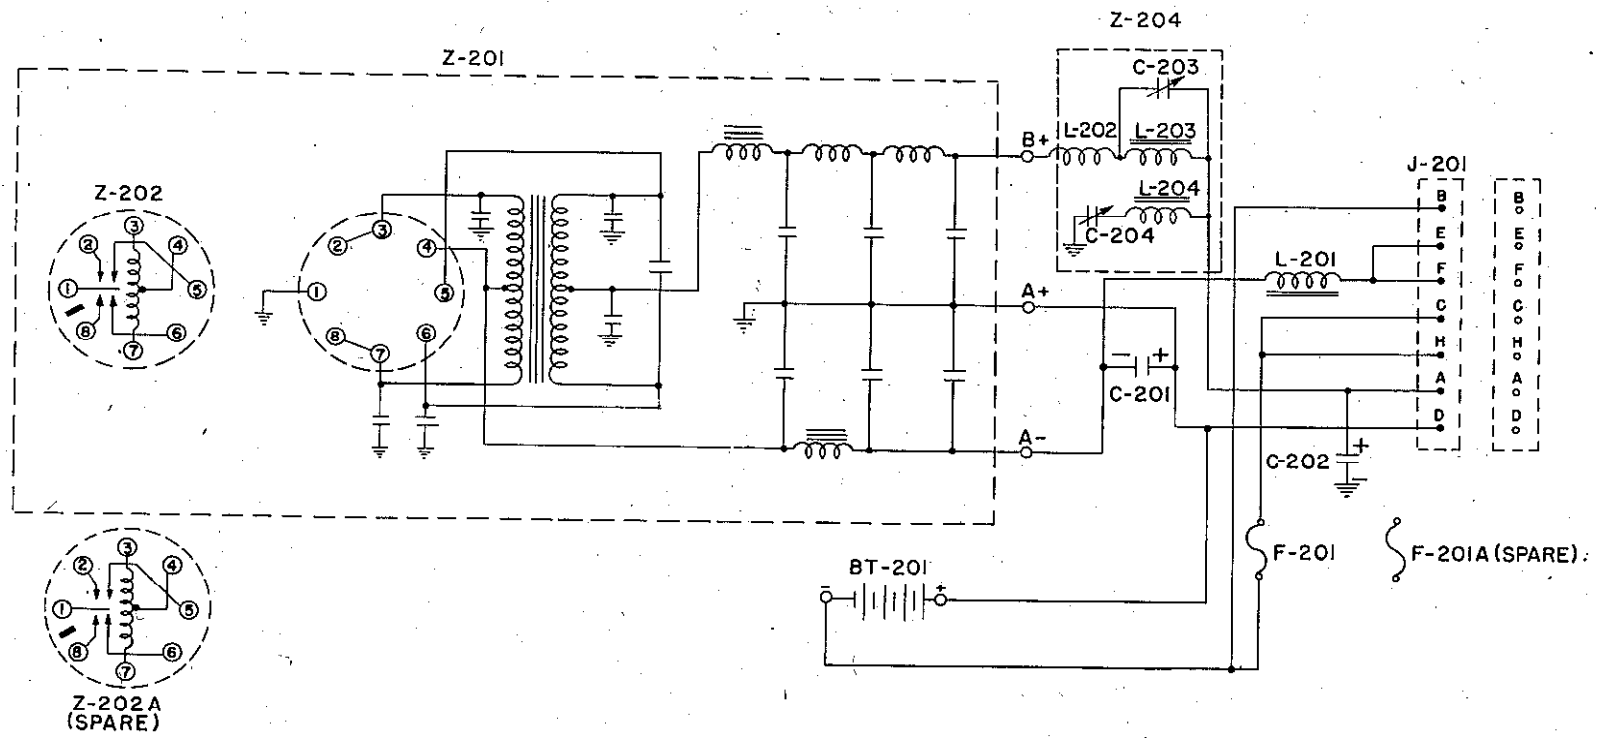 Z-204
Z-201
C-203
B+
L-202
L-203
J-201
Z-202
L-204
C-204
3
2
4
1
5
8
6
7
3
2
4
1
5
8
6
7
B
E
F
C
H
A
D
B
E
F
C
H
A
D
L-201
A+
- +
C-201
A-
C-202
+
-
F-201
F-201A (SPARE)
BT-201
- +
3
2
4
1
5
8
6
7
Z-202A
(SPARE)